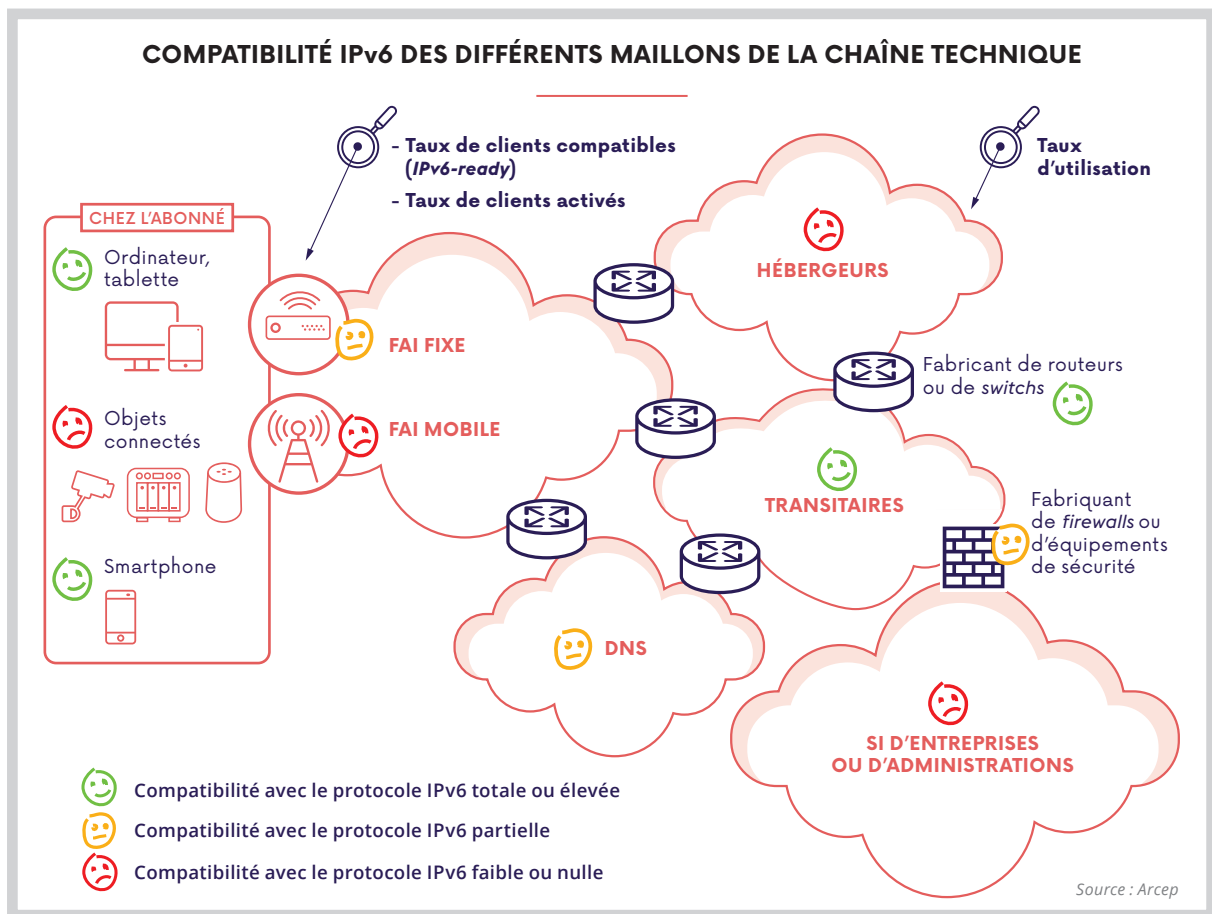 COMPATIBILITÉ IPv6 DES DIFFÉRENTS MAILLONS DE LA CHAÎNE TECHNIQUE
- Taux de clients compatibles
(IPv6-ready)
- Taux de clients activés
Taux
d'utilisation
CHEZ L'ABONNÉ
Ordinateur,
tablette
Objets
connectés
Smartphone
FAI FIXE
FAI MOBILE
HÉBERGEURS
Fabricant de routeurs
ou de switchs
TRANSITAIRES
Fabriquant
de firewalls ou
d'équipements
de sécurité
DNS
SI D'ENTREPRISES
OU D'ADMINISTRATIONS
Compatibilité avec le protocole IPv6 totale ou élevée
Compatibilité avec le protocole IPv6 partielle
Compatibilité avec le protocole IPv6 faible ou nulle
Source : Arcep